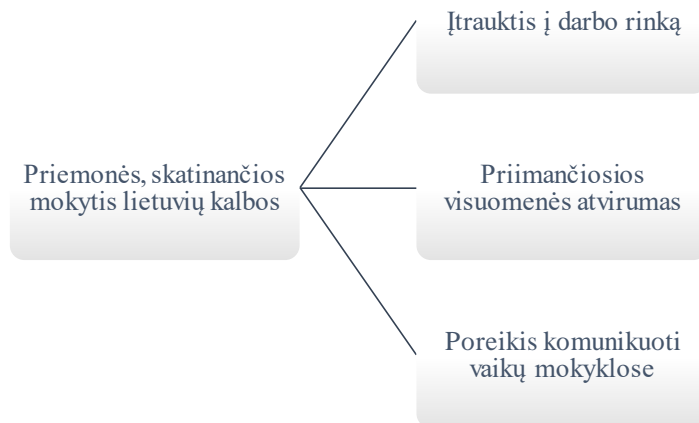 Įtrauktis į darbo rinką
Priemonės, skatinančios
mokytis lietuvių kalbos
Priimančiosios
visuomenės atvirumas
Poreikis komunikuoti
vaikų mokyklose